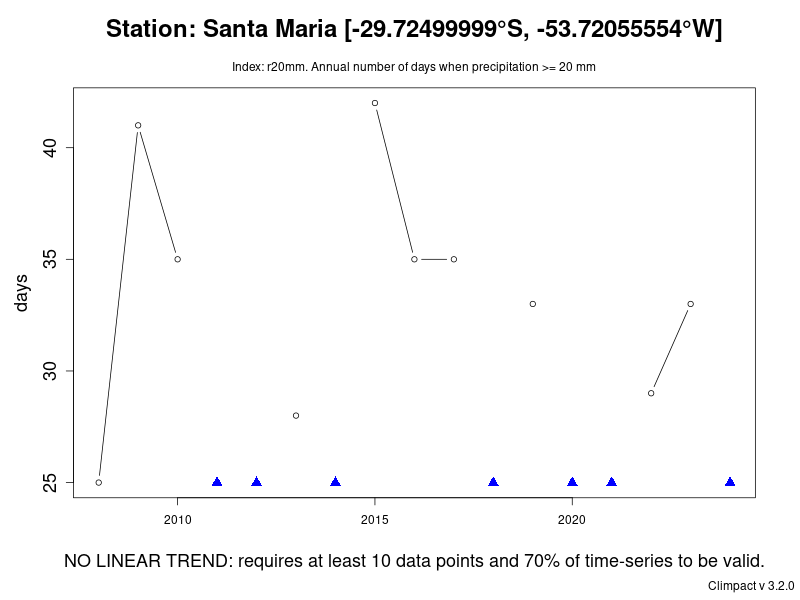 Station: Santa Maria [-29.72499999°S, -53.72055554°W]
Index: r20mm. Annual number of days when precipitation >= 20 mm
40
35
30
25
days
2010
2015
2020
NO LINEAR TREND: requires at least 10 data points and 70% of time-series to be valid.
Climpact v 3.2.0